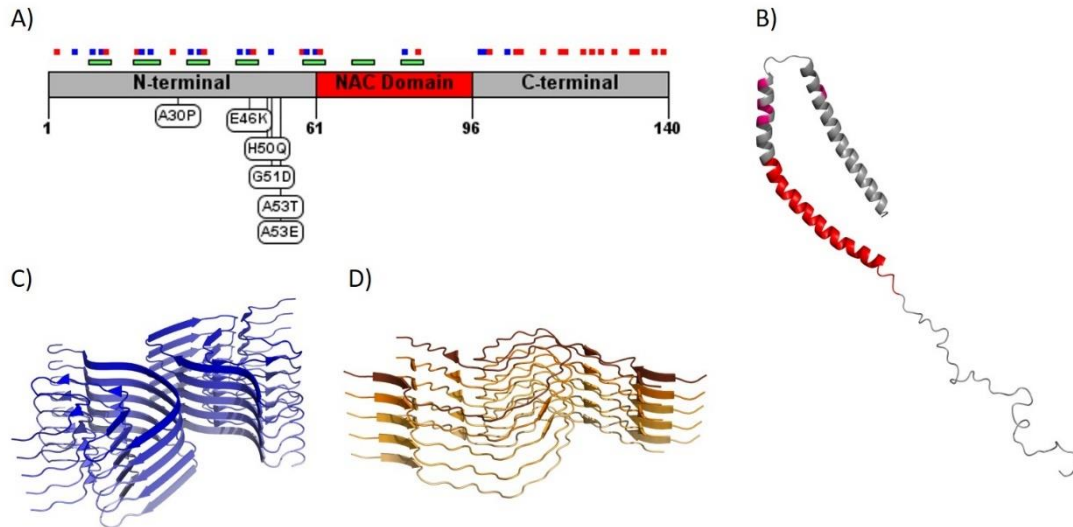 A)
B)
N-terminal NAC Domain C-terminal
1 61 96 140
A30P E46K
H50Q
G51D
A53T
A53E
C)
D)